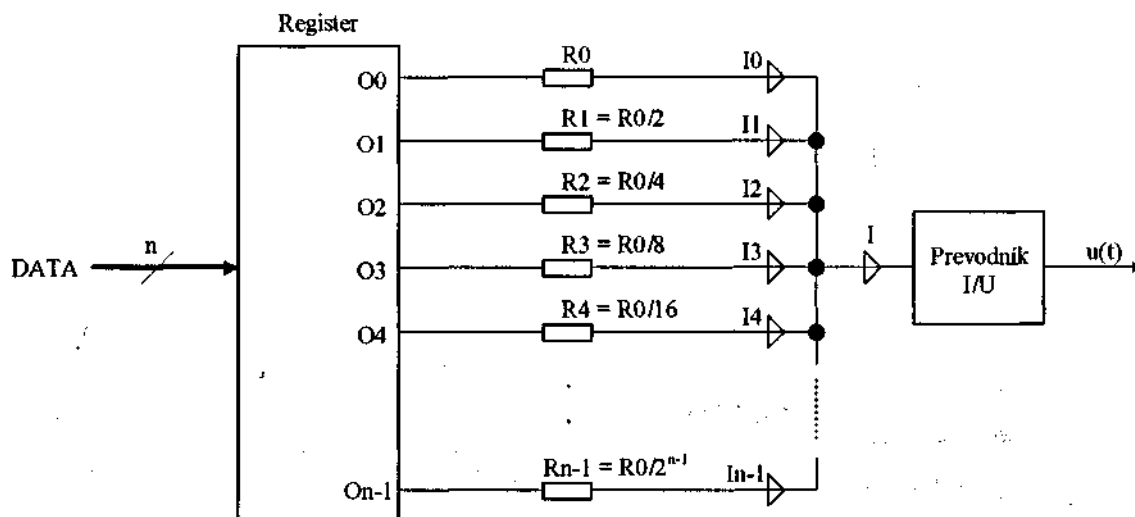 Register
O0
R0
I0
O1
R1 = R0/2
I1
O2
R2 = R0/4
I2
DATA
n
O3
R3 = R0/8
I3
I
Prevodník
I/U
u(t)
O4
R4 = R0/16
I4
On-1
Rn-1 = R0/2ⁿ⁻¹
In-1